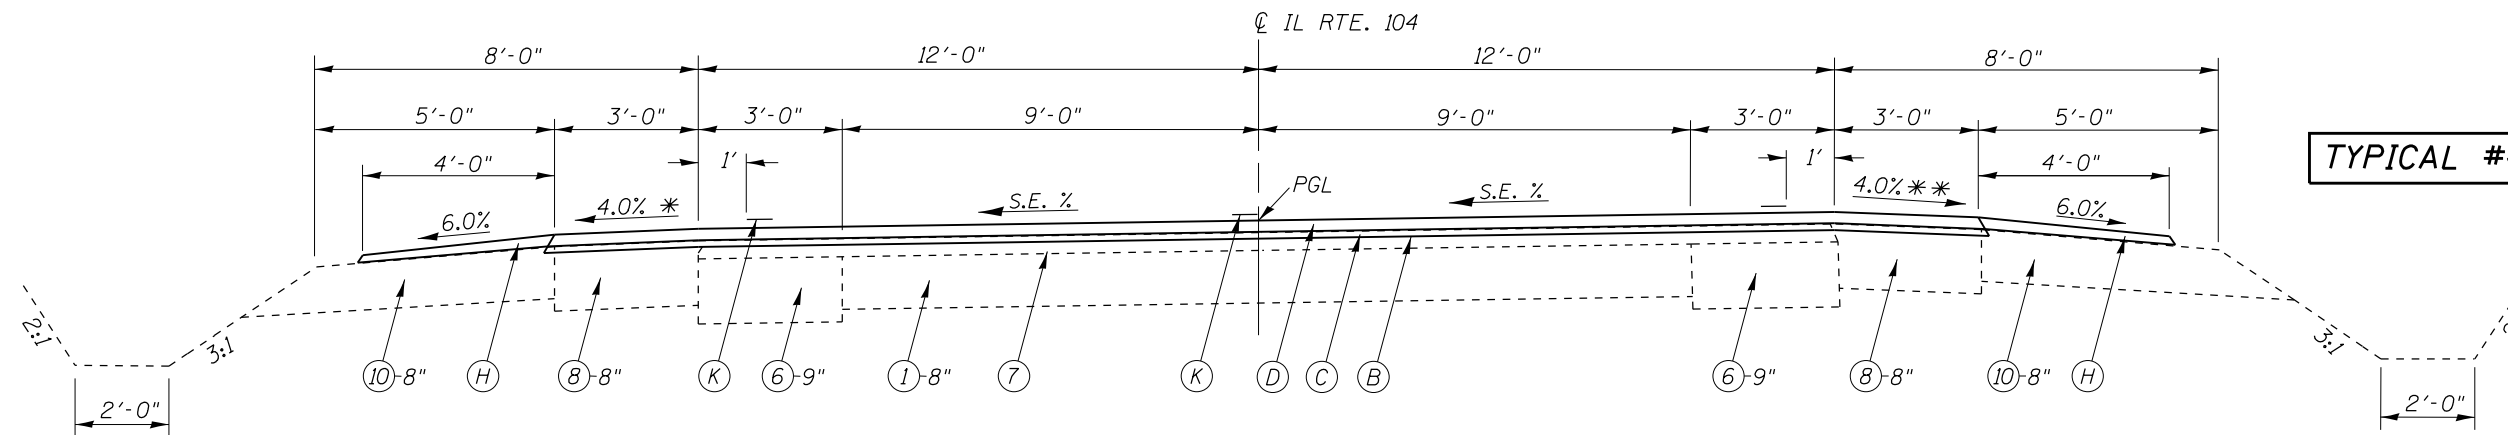 ℄ IL RTE. 104
8'-0" 12'-0" 12'-0" 8'-0"
5'-0" 3'-0" 3'-0" 9'-0" 9'-0" 3'-0" 3'-0" 5'-0"
4'-0" 1' 1' 4'-0"
TYPICAL
6.0% 4.0% * S.E. % PGL S.E. % 4.0% ** 6.0%
2:1 3:1 3:1
10-8" H 8-8" K 6-9" 1-8" 7 K D C B 6-9" 8-8" 10-8" H
2'-0" 2'-0"